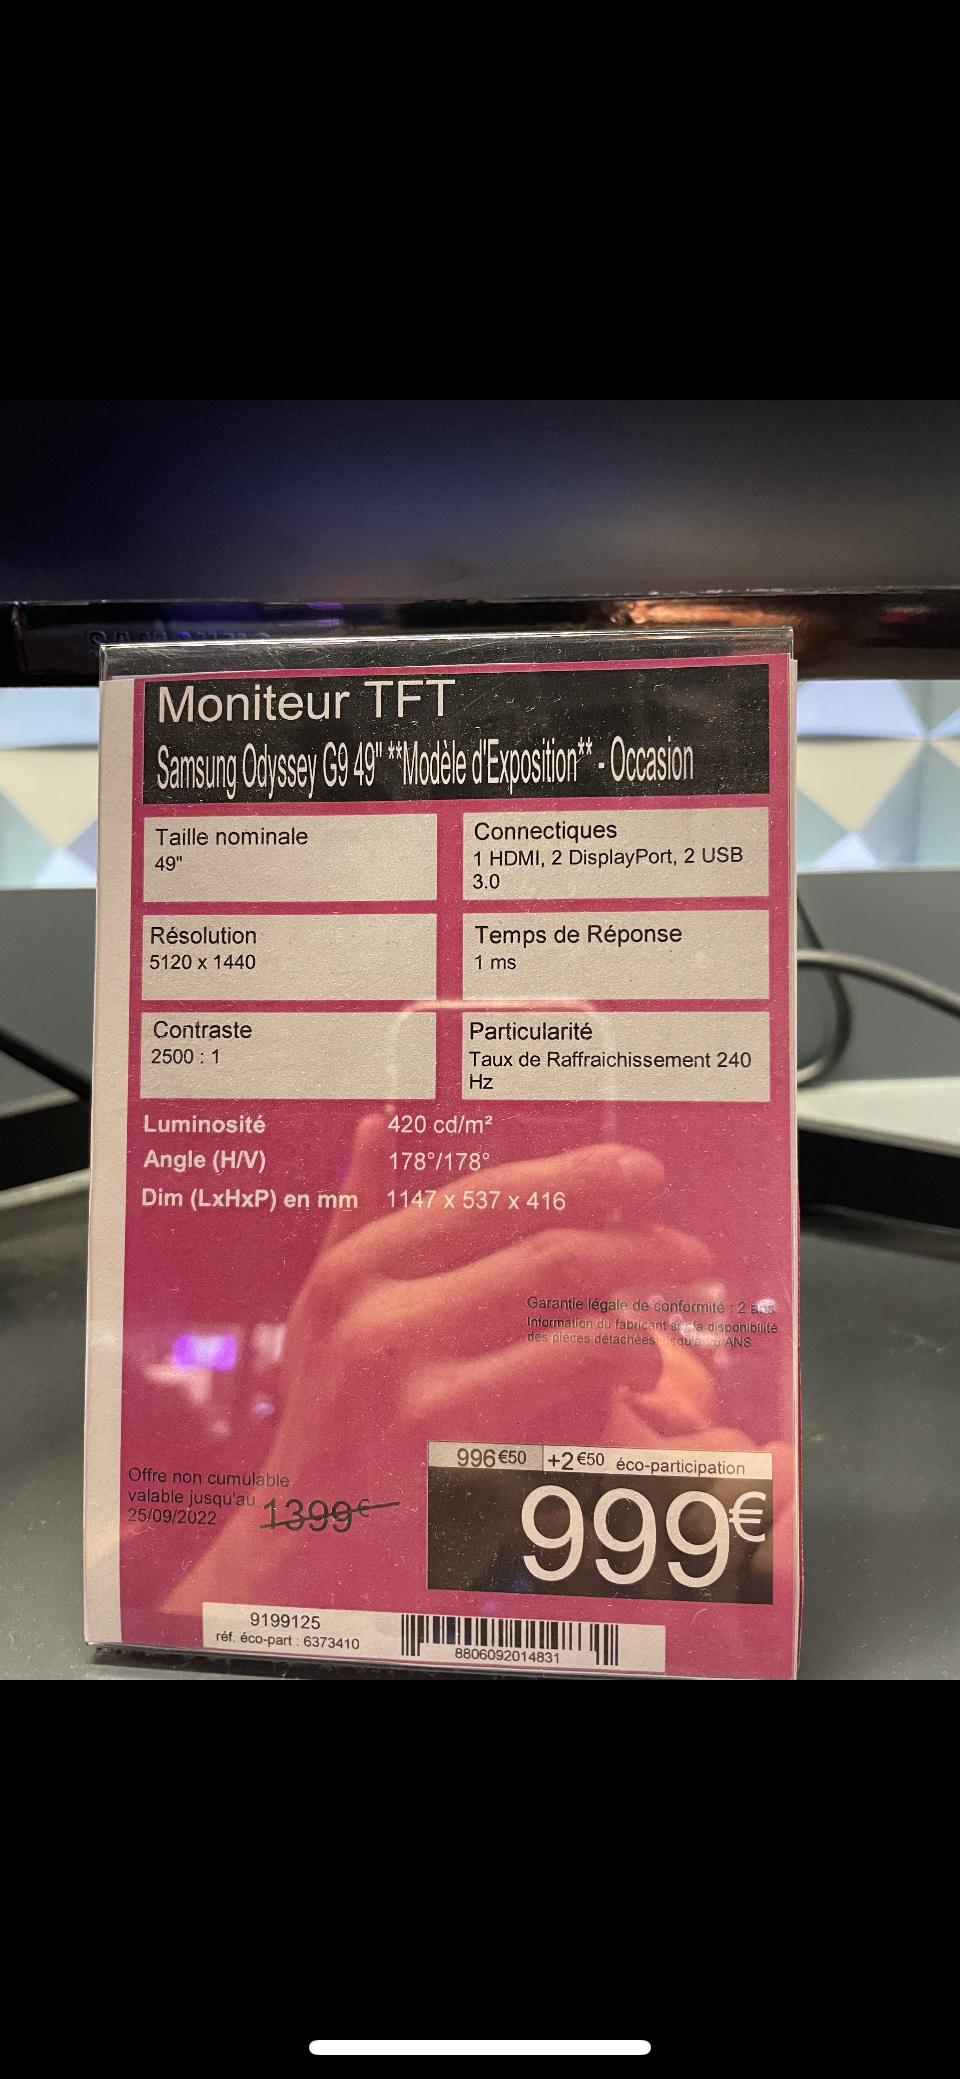 Moniteur TFT
Samsung Odyssey G9 49" **Modèle d'Exposition** - Occasion
Taille nominale
49"
Connectiques
1 HDMI, 2 DisplayPort, 2 USB
3.0
Résolution
5120 x 1440
Temps de Réponse
1 ms
Contraste
2500 : 1
Particularité
Taux de Raffraichissement 240
Hz
Luminosité 420 cd/m²
Angle (H/V) 178°/178°
Dim (LxHxP) en mm 1147 x 537 x 416
Garantie légale de conformité : 2 ans
Information du fabricant sur la disponibilité
des pièces détachées 5 ANS
996€50 +2€50 éco-participation
Offre non cumulable
valable jusqu'au
25/09/2022
1399€
999€
9199125
réf. éco-part : 6373410
8806092014831